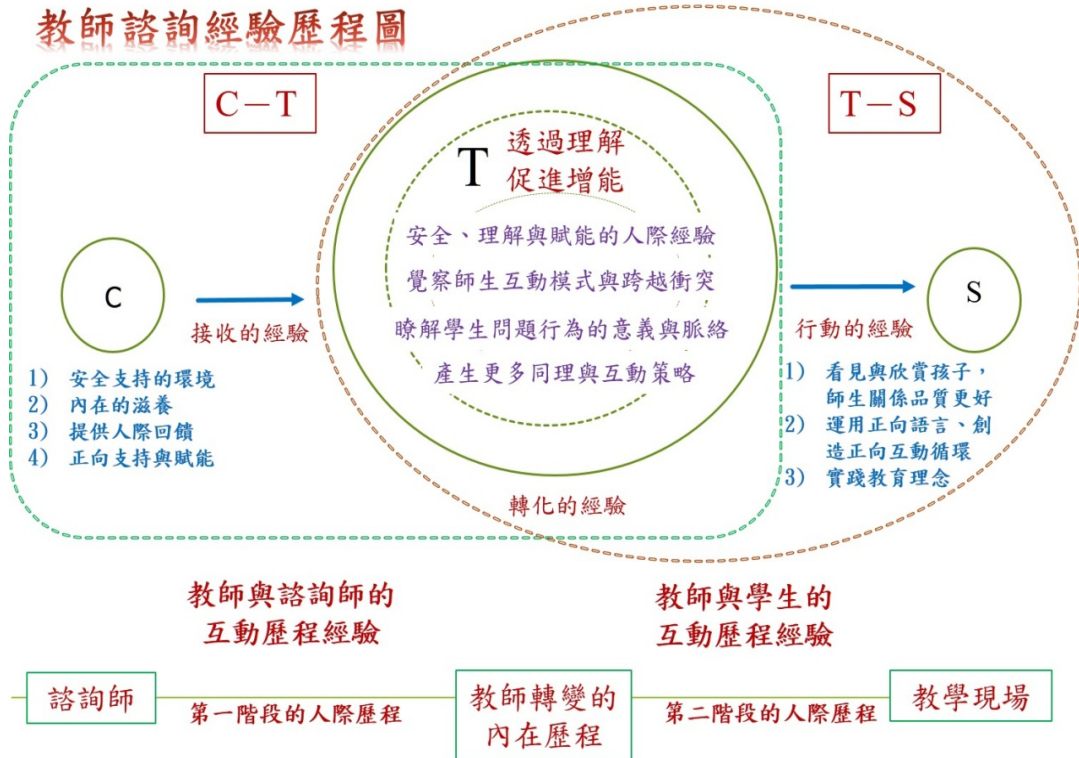 教師諮詢經驗歷程圖
C－T
T－S
T
透過理解
促進增能
安全、理解與賦能的人際經驗
覺察師生互動模式與跨越衝突
瞭解學生問題行為的意義與脈絡
產生更多同理與互動策略
C
接收的經驗
1) 安全支持的環境
2) 內在的滋養
3) 提供人際回饋
4) 正向支持與賦能
S
行動的經驗
1) 看見與欣賞孩子，
師生關係品質更好
2) 運用正向語言、創
造正向互動循環
3) 實踐教育理念
轉化的經驗
教師與諮詢師的
互動歷程經驗
教師與學生的
互動歷程經驗
諮詢師
第一階段的人際歷程
教師轉變的
內在歷程
第二階段的人際歷程
教學現場